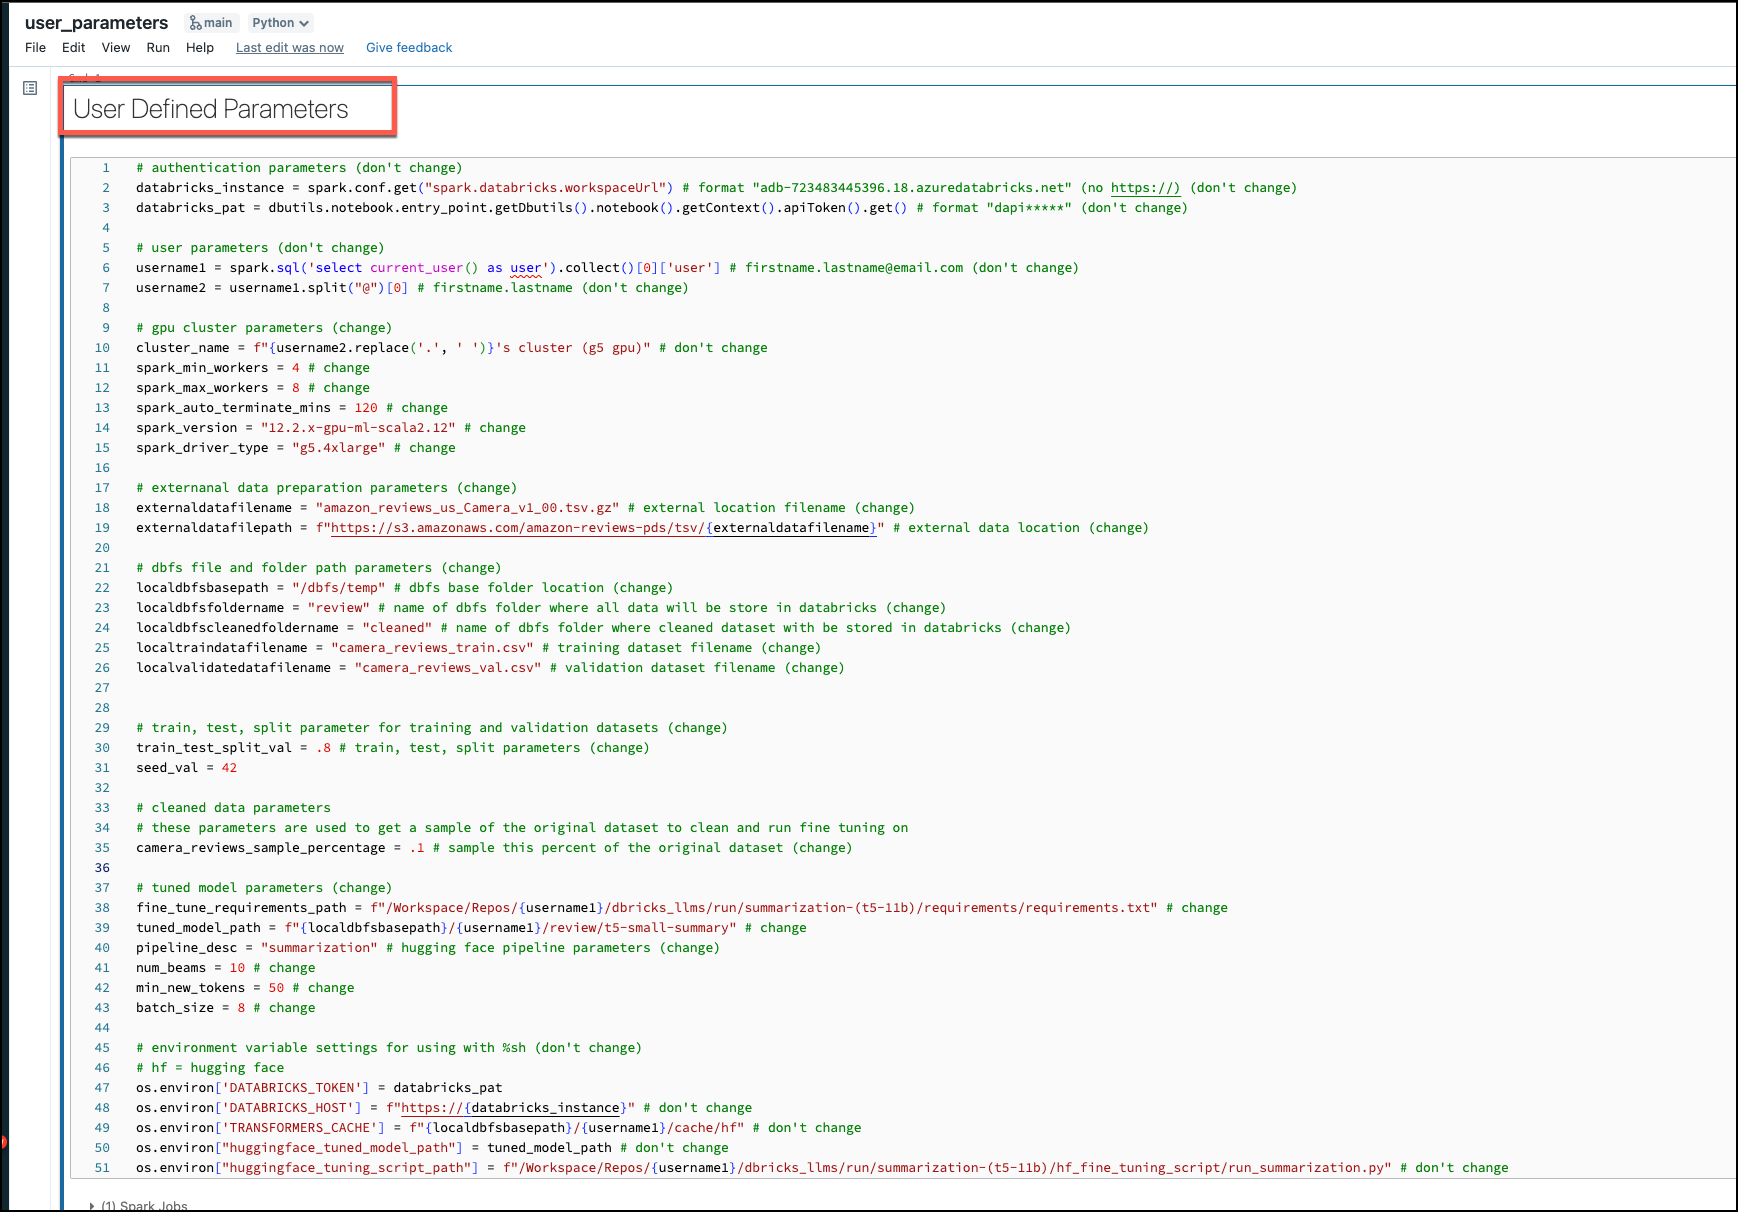 user_parameters main Python
File Edit View Run Help Last edit was now Give feedback
User Defined Parameters
1 # authentication parameters (don't change)
2 databricks_instance = spark.conf.get("spark.databricks.workspaceUrl") # format "adb-723483445396.18.azuredatabricks.net" (no https://) (don't change)
3 databricks_pat = dbutils.notebook.entry_point.getDbutils().notebook().getContext().apiToken().get() # format "dapi*****" (don't change)
4
5 # user parameters (don't change)
6 username1 = spark.sql('select current_user() as user').collect()[0]['user'] # firstname.lastname@email.com (don't change)
7 username2 = username1.split("@")[0] # firstname.lastname (don't change)
8
9 # gpu cluster parameters (change)
10 cluster_name = f"{username2.replace('.', ' ')}'s cluster (g5 gpu)" # don't change
11 spark_min_workers = 4 # change
12 spark_max_workers = 8 # change
13 spark_auto_terminate_mins = 120 # change
14 spark_version = "12.2.x-gpu-ml-scala2.12" # change
15 spark_driver_type = "g5.4xlarge" # change
16
17 # externanal data preparation parameters (change)
18 externaldatafilename = "amazon_reviews_us_Camera_v1_00.tsv.gz" # external location filename (change)
19 externaldatafilepath = f"https://s3.amazonaws.com/amazon-reviews-pds/tsv/{externaldatafilename}" # external data location (change)
20
21 # dbfs file and folder path parameters (change)
22 localdbfsbasepath = "/dbfs/temp" # dbfs base folder location (change)
23 localdbfsfoldername = "review" # name of dbfs folder where all data will be store in databricks (change)
24 localdbfscleanedfoldername = "cleaned" # name of dbfs folder where cleaned dataset with be stored in databricks (change)
25 localtraindatafilename = "camera_reviews_train.csv" # training dataset filename (change)
26 localvalidatedatafilename = "camera_reviews_val.csv" # validation dataset filename (change)
27
28
29 # train, test, split parameter for training and validation datasets (change)
30 train_test_split_val = .8 # train, test, split parameters (change)
31 seed_val = 42
32
33 # cleaned data parameters
34 # these parameters are used to get a sample of the original dataset to clean and run fine tuning on
35 camera_reviews_sample_percentage = .1 # sample this percent of the original dataset (change)
36
37 # tuned model parameters (change)
38 fine_tune_requirements_path = f"/Workspace/Repos/{username1}/dbricks_llms/run/summarization-(t5-11b)/requirements/requirements.txt" # change
39 tuned_model_path = f"{localdbfsbasepath}/{username1}/review/t5-small-summary" # change
40 pipeline_desc = "summarization" # hugging face pipeline parameters (change)
41 num_beams = 10 # change
42 min_new_tokens = 50 # change
43 batch_size = 8 # change
44
45 # environment variable settings for using with %sh (don't change)
46 # hf = hugging face
47 os.environ['DATABRICKS_TOKEN'] = databricks_pat
48 os.environ['DATABRICKS_HOST'] = f"https://{databricks_instance}" # don't change
49 os.environ['TRANSFORMERS_CACHE'] = f"{localdbfsbasepath}/{username1}/cache/hf" # don't change
50 os.environ["huggingface_tuned_model_path"] = tuned_model_path # don't change
51 os.environ["huggingface_tuning_script_path"] = f"/Workspace/Repos/{username1}/dbricks_llms/run/summarization-(t5-11b)/hf_fine_tuning_script/run_summarization.py" # don't change
(1) Spark Jobs